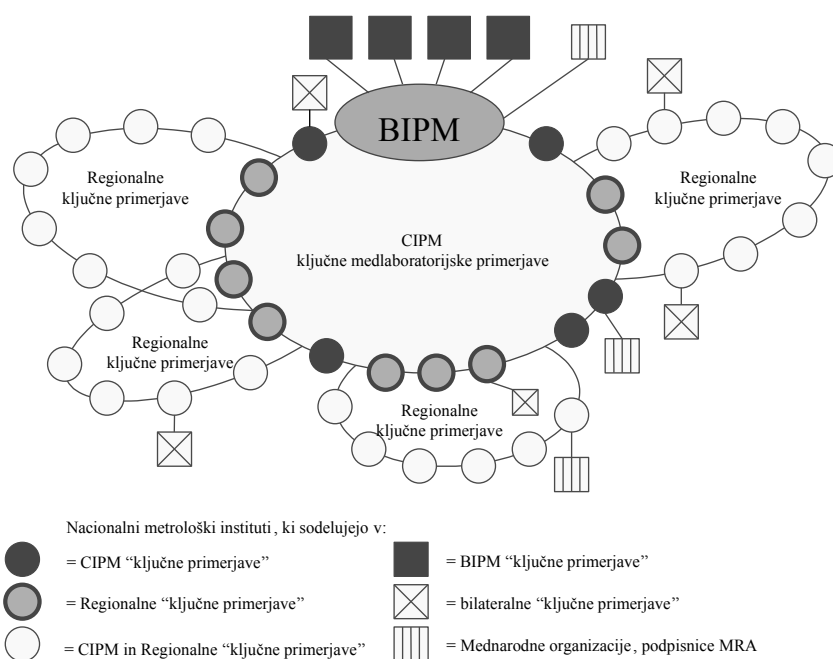 BIPM
Regionalne
ključne primerjave
Regionalne
ključne primerjave
CIPM
ključne medlaboratorijske primerjave
Regionalne
ključne primerjave
Regionalne
ključne primerjave
Nacionalni metrološki instituti, ki sodelujejo v:
= CIPM “ključne primerjave”
= BIPM “ključne primerjave”
= Regionalne “ključne primerjave”
= bilateralne “ključne primerjave”
= CIPM in Regionalne “ključne primerjave”
= Mednarodne organizacije, podpisnice MRA